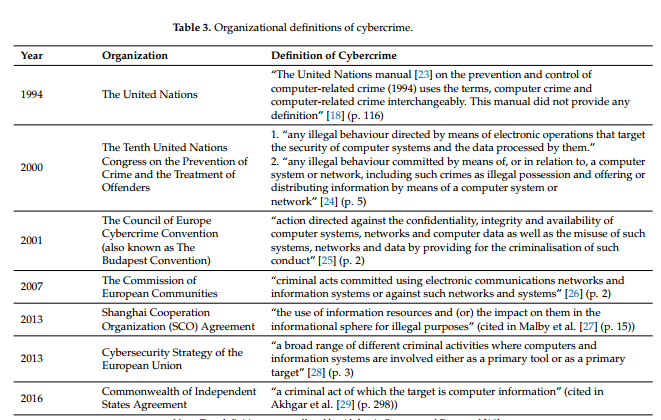 Table 3. Organizational definitions of cybercrime.
Year Organization Definition of Cybercrime
1994 The United Nations “The United Nations manual [23] on the prevention and control of
computer-related crime (1994) uses the terms, computer crime and
computer-related crime interchangeably. This manual did not provide any
definition” [18] (p. 116)
2000 The Tenth United Nations
Congress on the Prevention of
Crime and the Treatment of
Offenders
1. “any illegal behaviour directed by means of electronic operations that target
the security of computer systems and the data processed by them.”
2. “any illegal behaviour committed by means of, or in relation to, a computer
system or network, including such crimes as illegal possession and offering or
distributing information by means of a computer system or
network” [24] (p. 5)
2001 The Council of Europe
Cybercrime Convention
(also known as The
Budapest Convention)
“action directed against the confidentiality, integrity and availability of
computer systems, networks and computer data as well as the misuse of such
systems, networks and data by providing for the criminalisation of such
conduct” [25] (p. 2)
2007 The Commission of
European Communities
“criminal acts committed using electronic communications networks and
information systems or against such networks and systems” [26] (p. 2)
2013 Shanghai Cooperation
Organization (SCO) Agreement
“the use of information resources and (or) the impact on them in the
informational sphere for illegal purposes” (cited in Malby et al. [27] (p. 15))
2013 Cybersecurity Strategy of the
European Union
“a broad range of different criminal activities where computers and
information systems are involved either as a primary tool or as a primary
target” [28] (p. 3)
2016 Commonwealth of Independent
States Agreement
“a criminal act of which the target is computer information” (cited in
Akhgar et al. [29] (p. 298))